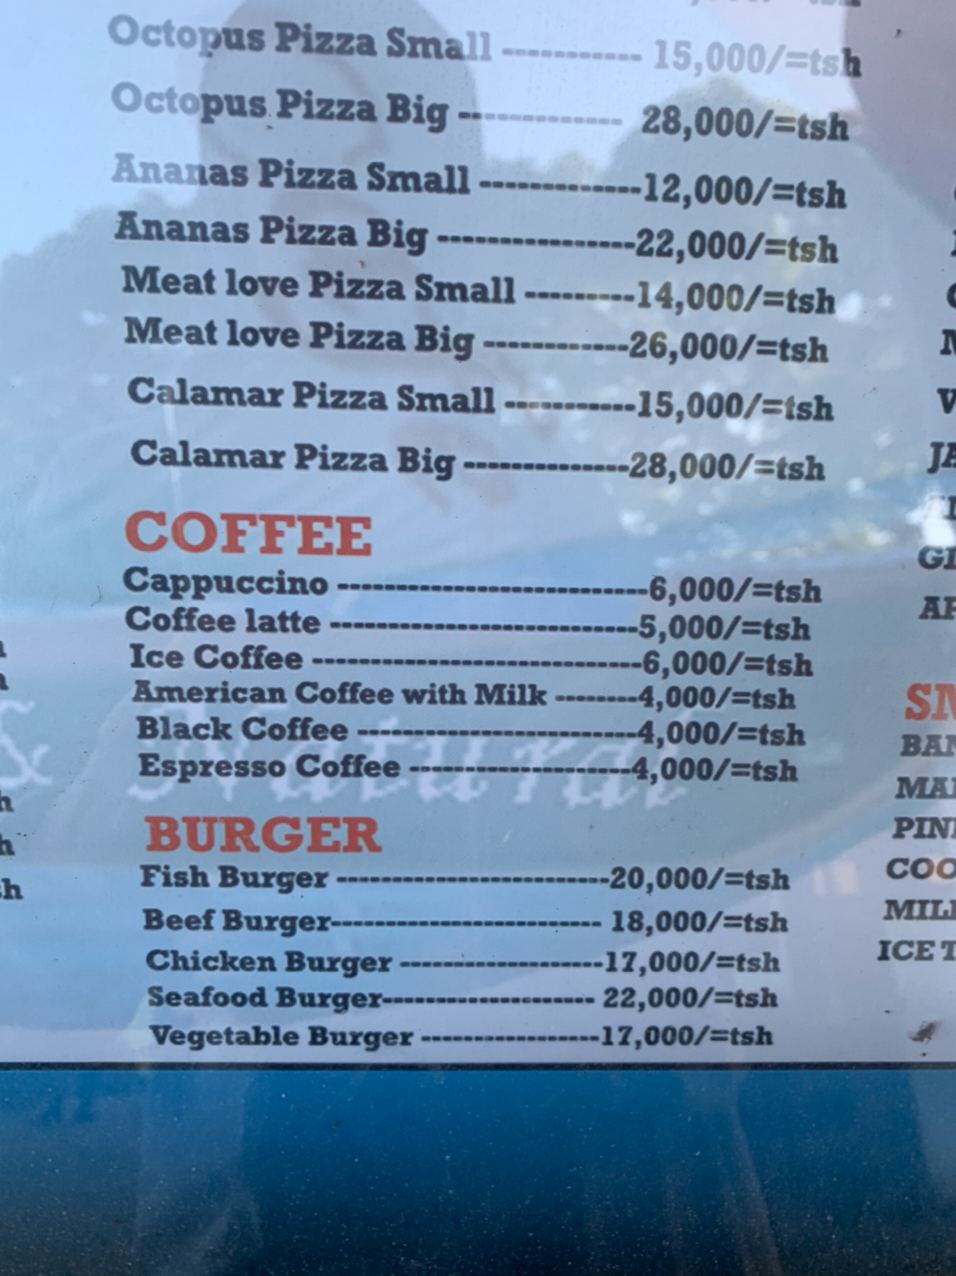 Octopus Pizza Small ----------- 15,000/=tsh
Octopus Pizza Big ------------- 28,000/=tsh
Ananas Pizza Small -------------12,000/=tsh
Ananas Pizza Big ----------------22,000/=tsh
Meat love Pizza Small ---------14,000/=tsh
Meat love Pizza Big ------------26,000/=tsh
Calamar Pizza Small -----------15,000/=tsh
Calamar Pizza Big --------------28,000/=tsh
COFFEE
Cappuccino ---------------------------6,000/=tsh
Coffee latte ---------------------------5,000/=tsh
Ice Coffee -----------------------------6,000/=tsh
American Coffee with Milk --------4,000/=tsh
Black Coffee -------------------------4,000/=tsh
Espresso Coffee --------------------4,000/=tsh
& Natural
BURGER
Fish Burger -------------------------20,000/=tsh
Beef Burger------------------------- 18,000/=tsh
Chicken Burger -------------------17,000/=tsh
Seafood Burger-------------------- 22,000/=tsh
Vegetable Burger -----------------17,000/=tsh